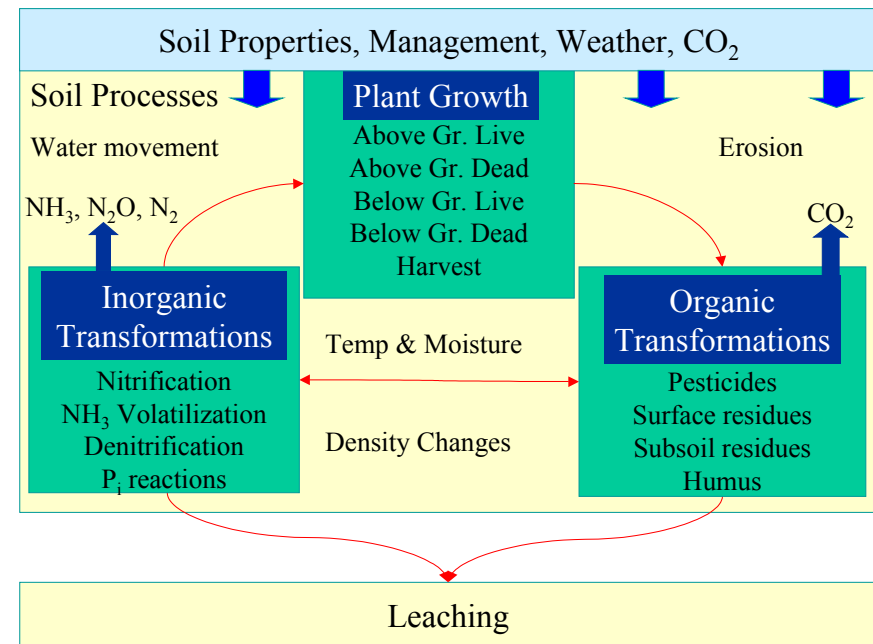 Soil Properties, Management, Weather, CO₂
Soil Processes
Plant Growth
Water movement
Above Gr. Live
Above Gr. Dead
Below Gr. Live
Below Gr. Dead
Harvest
Erosion
NH₃, N₂O, N₂
CO₂
Inorganic
Transformations
Nitrification
NH₃ Volatilization
Denitrification
Pᵢ reactions
Temp & Moisture
Density Changes
Organic
Transformations
Pesticides
Surface residues
Subsoil residues
Humus
Leaching